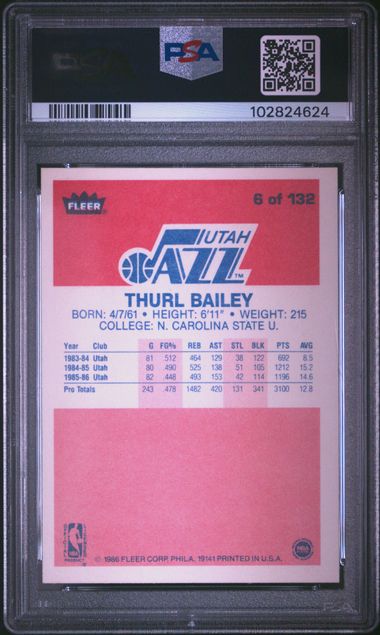 PSA
102824624
FLEER
6 of 132
UTAH
JAZZ TM
THURL BAILEY
BORN: 4/7/61 • HEIGHT: 6'11" • WEIGHT: 215
COLLEGE: N. CAROLINA STATE U.
Year Club G FG% REB AST STL BLK PTS AVG
1983-84 Utah 81 .512 464 129 38 122 692 8.5
1984-85 Utah 80 .490 525 138 51 105 1212 15.2
1985-86 Utah 82 .448 493 153 42 114 1196 14.6
Pro Totals 243 .478 1482 420 131 341 3100 12.8
NBA
PRODUCT
© 1986 FLEER CORP. PHILA. 19141 PRINTED IN U.S.A.
PSA